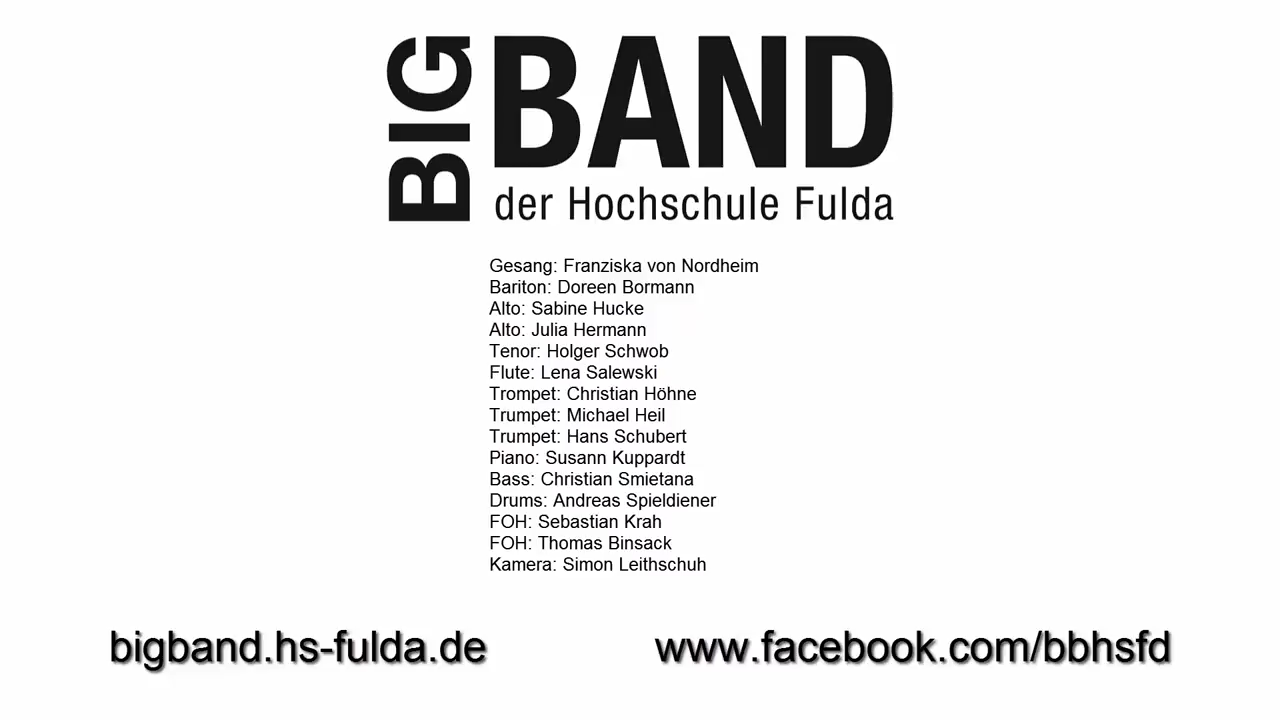 BIG BAND
der Hochschule Fulda
Gesang: Franziska von Nordheim
Bariton: Doreen Bormann
Alto: Sabine Hucke
Alto: Julia Hermann
Tenor: Holger Schwob
Flute: Lena Salewski
Trompet: Christian Höhne
Trumpet: Michael Heil
Trumpet: Hans Schubert
Piano: Susann Kuppardt
Bass: Christian Smietana
Drums: Andreas Spieldiener
FOH: Sebastian Krah
FOH: Thomas Binsack
Kamera: Simon Leithschuh
bigband.hs-fulda.de
www.facebook.com/bbhsfd